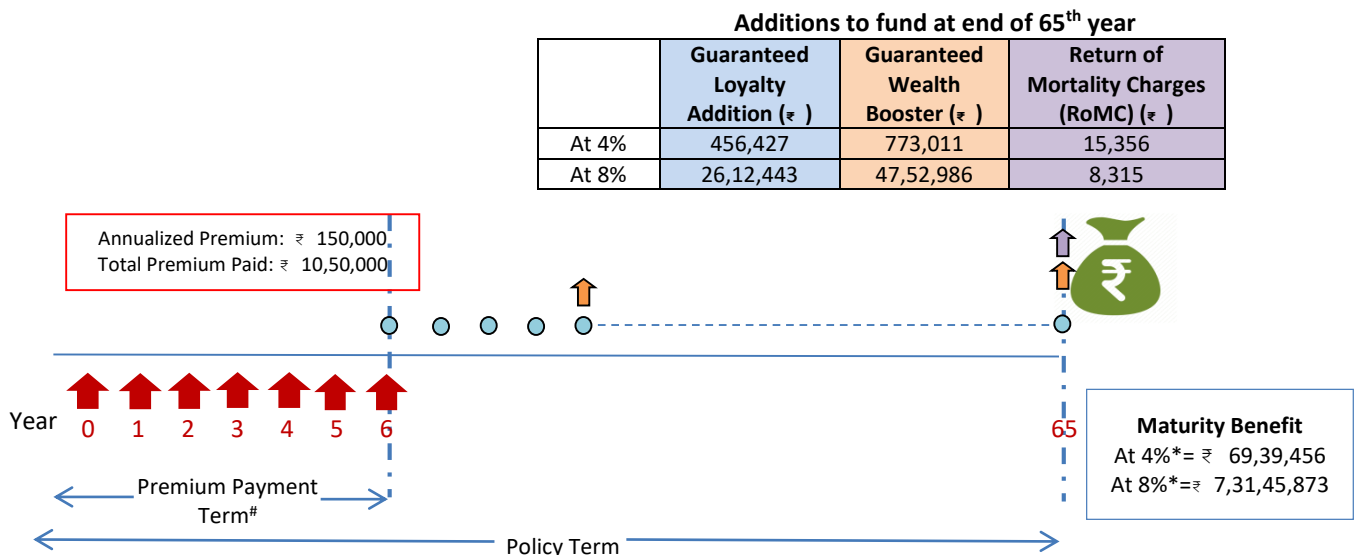 Additions to fund at end of 65th year
Guaranteed Loyalty Addition (₹ ) Guaranteed Wealth Booster (₹ ) Return of Mortality Charges (RoMC) (₹ )
At 4% 456,427 773,011 15,356
At 8% 26,12,443 47,52,986 8,315
Annualized Premium: ₹ 150,000
Total Premium Paid: ₹ 10,50,000
₹
Year 0 1 2 3 4 5 6 65
Maturity Benefit
At 4%*= ₹ 69,39,456
At 8%*=₹ 7,31,45,873
Premium Payment
Term#
Policy Term